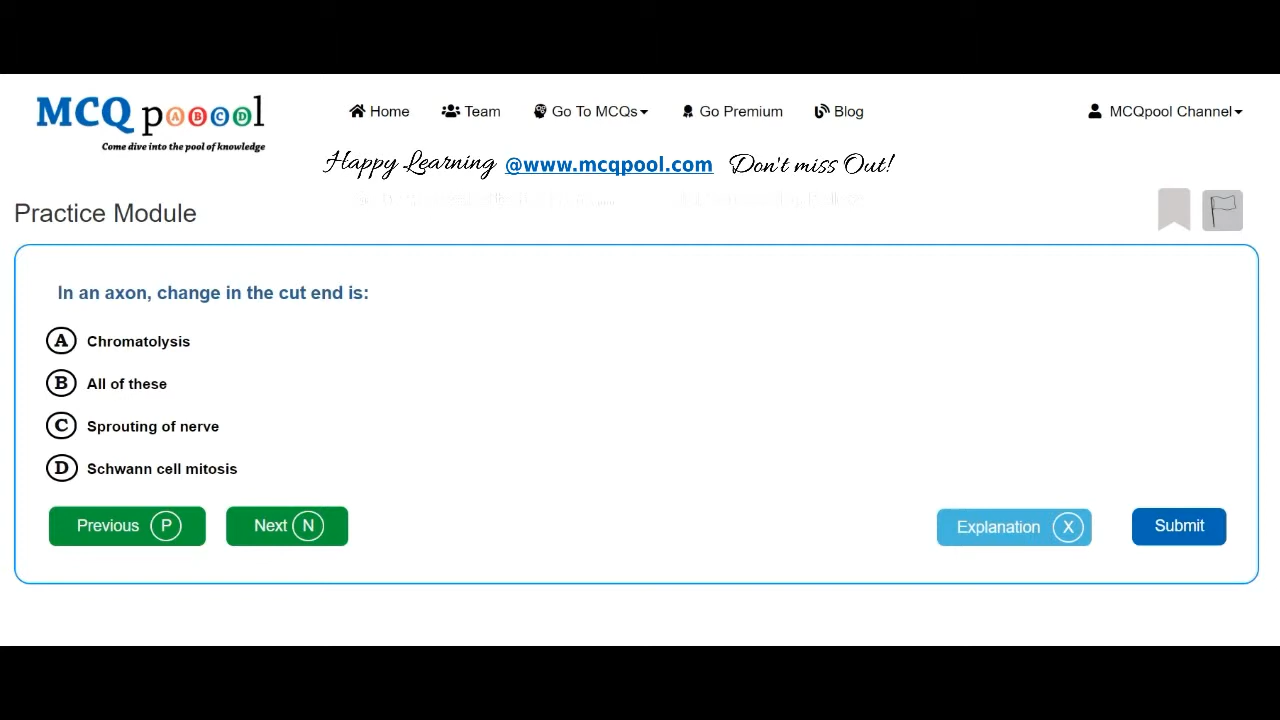 MCQ pABCDl
Come dive into the pool of knowledge
Home Team Go To MCQs Go Premium Blog MCQpool Channel
Happy Learning @www.mcqpool.com Don't miss Out!
Practice Module
In an axon, change in the cut end is:
A Chromatolysis
B All of these
C Sprouting of nerve
D Schwann cell mitosis
Previous P Next N Explanation X Submit